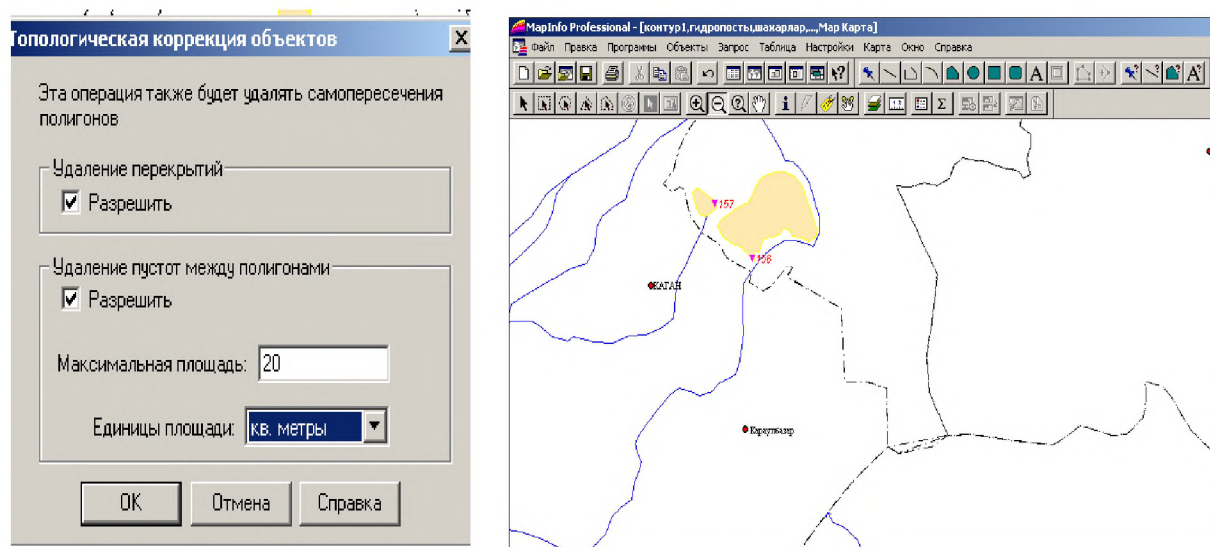 Топологическая коррекция объектов
Эта операция также будет удалять самопересечения
полигонов
Удаление перекрытий
Разрешить
Удаление пустот между полигонами
Разрешить
Максимальная площадь: 20
Единицы площади: кв. метры
ОК Отмена Справка
MapInfo Professional - [контур1,гидропосты,шахарлар,...,Map Карта]
Файл Правка Программы Объекты Запрос Таблица Настройки Карта Окно Справка
157
КАГАН
Караулбазар